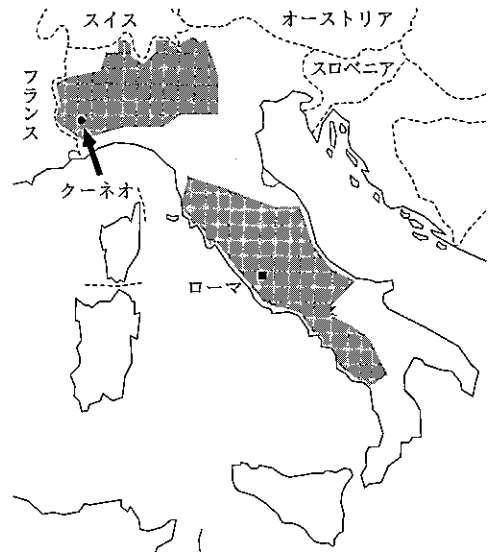 スイス
オーストリア
スロベニア
フランス
クーネオ
ローマ